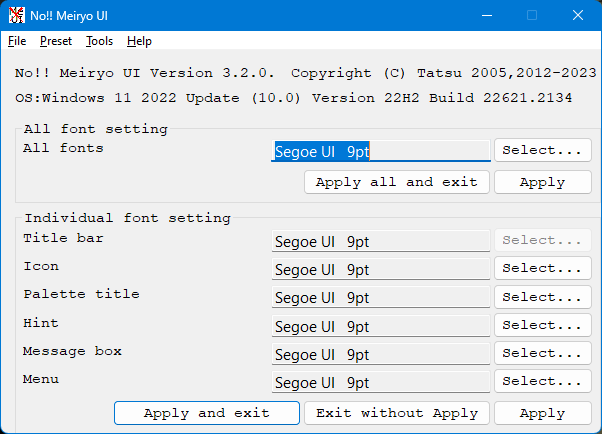 No!! Meiryo UI
File Preset Tools Help
No!! Meiryo UI Version 3.2.0. Copyright (C) Tatsu 2005,2012-2023
OS:Windows 11 2022 Update (10.0) Version 22H2 Build 22621.2134
All font setting
All fonts Segoe UI 9pt Select...
Apply all and exit Apply
Individual font setting
Title bar Segoe UI 9pt Select...
Icon Segoe UI 9pt Select...
Palette title Segoe UI 9pt Select...
Hint Segoe UI 9pt Select...
Message box Segoe UI 9pt Select...
Menu Segoe UI 9pt Select...
Apply and exit Exit without Apply Apply